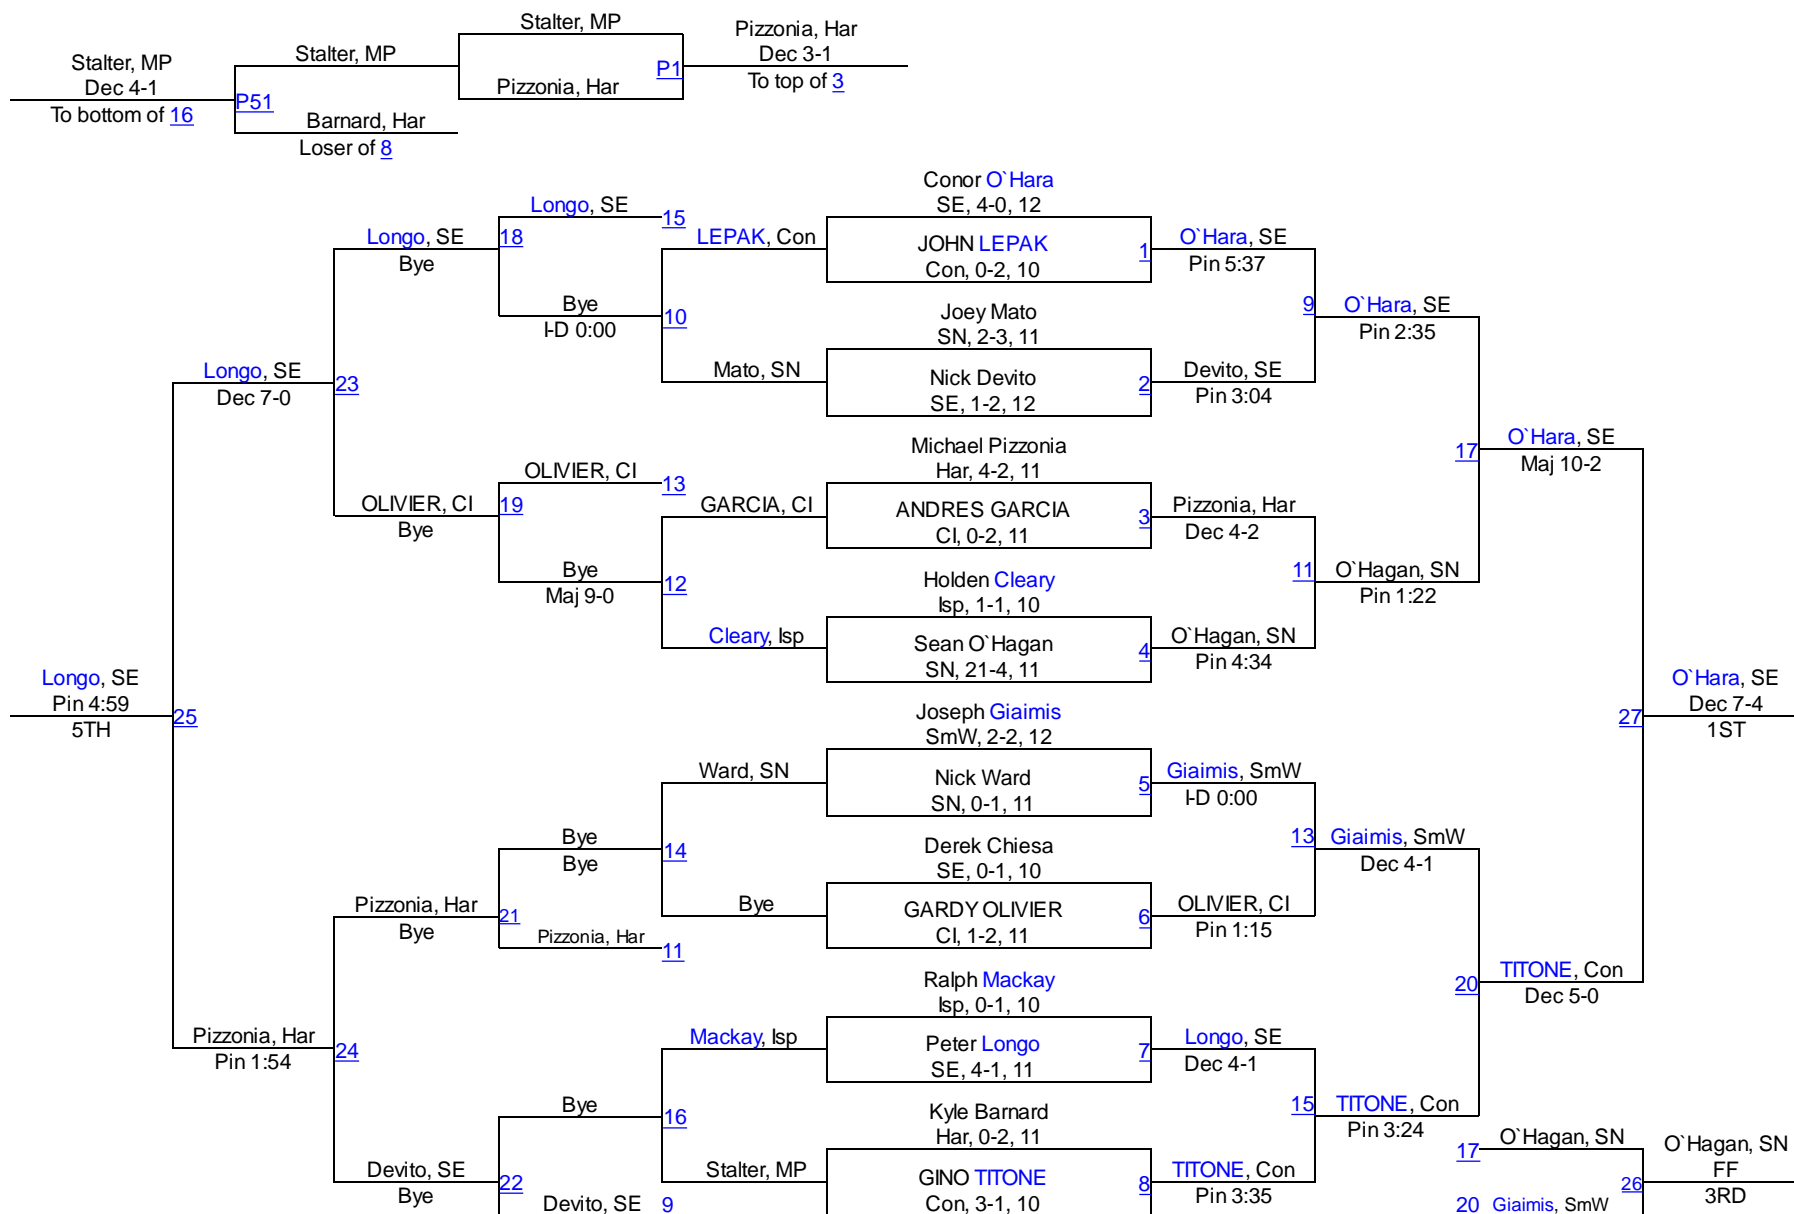 Stalter, MP
Dec 4-1
To bottom of 16
P51
Stalter, MP
Barnard, Har
Loser of 8
Stalter, MP
Pizzonia, Har
P1
Pizzonia, Har
Dec 3-1
To top of 3
Longo, SE
Pin 4:59
5TH
25
Longo, SE
Dec 7-0
23
Pizzonia, Har
Pin 1:54
24
Longo, SE
Bye
18
OLIVIER, CI
Bye
19
Pizzonia, Har
Bye
21
Devito, SE
Bye
22
Longo, SE
15
Bye
I-D 0:00
10
OLIVIER, CI
13
Bye
Maj 9-0
12
Bye
Bye
14
Pizzonia, Har
11
Bye
16
Devito, SE
9
LEPAK, Con
Mato, SN
GARCIA, CI
Cleary, Isp
Ward, SN
Bye
Mackay, Isp
Stalter, MP
Conor O`Hara
SE, 4-0, 12
JOHN LEPAK
Con, 0-2, 10
1
Joey Mato
SN, 2-3, 11
Nick Devito
SE, 1-2, 12
2
Michael Pizzonia
Har, 4-2, 11
ANDRES GARCIA
CI, 0-2, 11
3
Holden Cleary
Isp, 1-1, 10
Sean O`Hagan
SN, 21-4, 11
4
Joseph Giaimis
SmW, 2-2, 12
Nick Ward
SN, 0-1, 11
5
Derek Chiesa
SE, 0-1, 10
GARDY OLIVIER
CI, 1-2, 11
6
Ralph Mackay
Isp, 0-1, 10
Peter Longo
SE, 4-1, 11
7
Kyle Barnard
Har, 0-2, 11
GINO TITONE
Con, 3-1, 10
8
O`Hara, SE
Pin 5:37
Devito, SE
Pin 3:04
9
Pizzonia, Har
Dec 4-2
O`Hagan, SN
Pin 4:34
11
Giaimis, SmW
I-D 0:00
OLIVIER, CI
Pin 1:15
13
Longo, SE
Dec 4-1
TITONE, Con
Pin 3:35
15
O`Hara, SE
Pin 2:35
O`Hagan, SN
Pin 1:22
17
Giaimis, SmW
Dec 4-1
TITONE, Con
Pin 3:24
20
O`Hara, SE
Maj 10-2
TITONE, Con
Dec 5-0
27
O`Hara, SE
Dec 7-4
1ST
17
O`Hagan, SN
20
Giaimis, SmW
26
O`Hagan, SN
FF
3RD